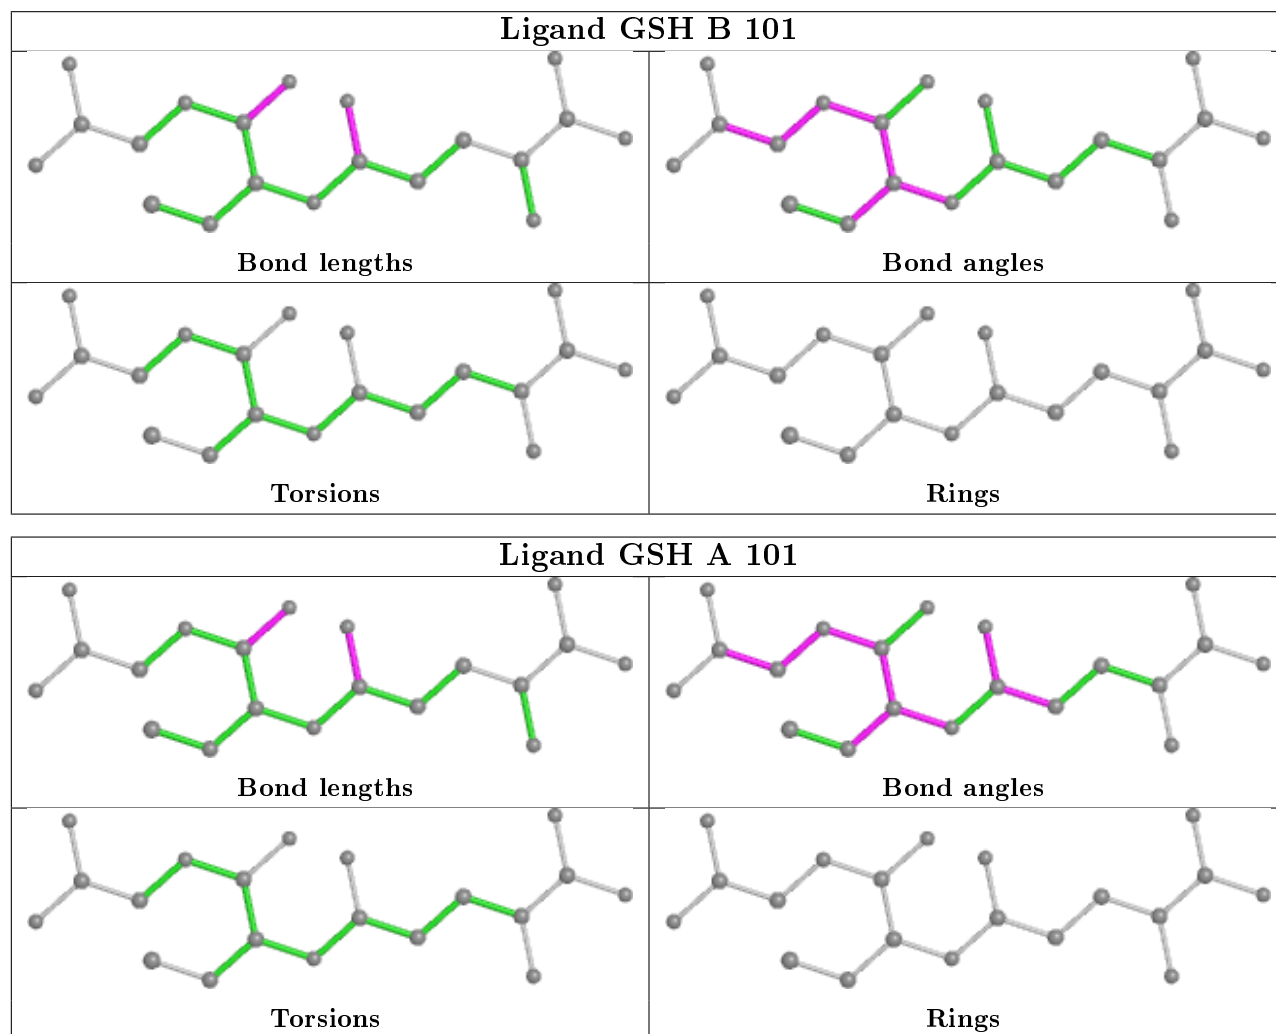 Ligand GSH B 101
Bond lengths
Bond angles
Torsions
Rings
Ligand GSH A 101
Bond lengths
Bond angles
Torsions
Rings